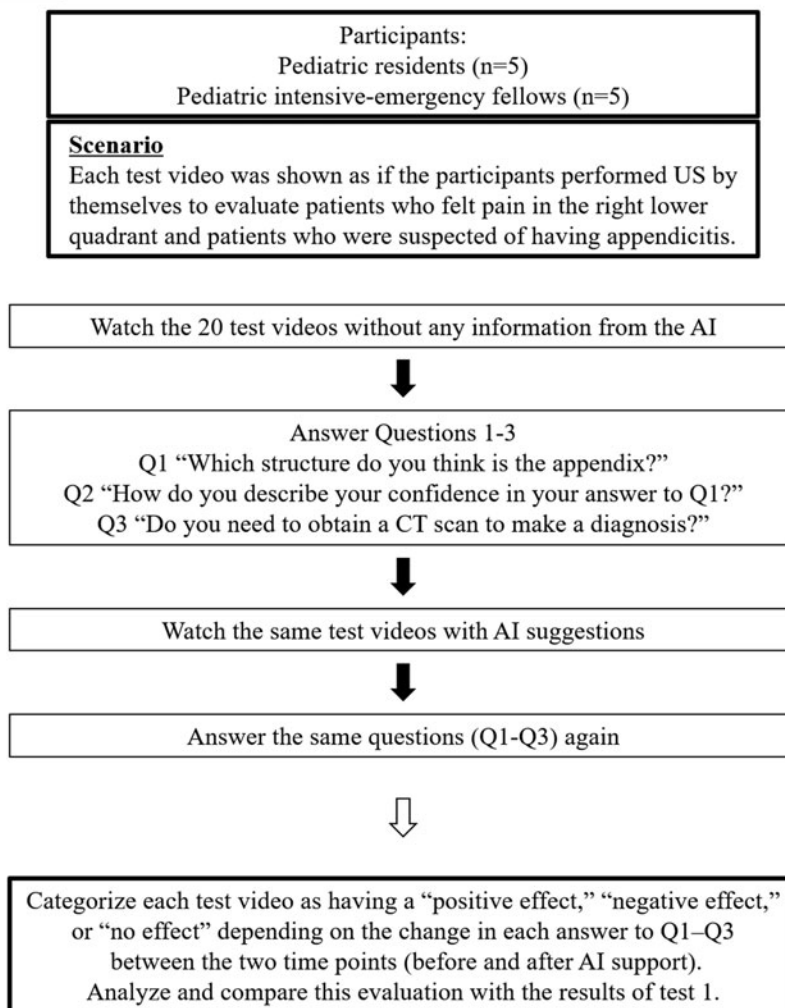 Participants:
Pediatric residents (n=5)
Pediatric intensive-emergency fellows (n=5)
Scenario
Each test video was shown as if the participants performed US by
themselves to evaluate patients who felt pain in the right lower
quadrant and patients who were suspected of having appendicitis.
Watch the 20 test videos without any information from the AI
Answer Questions 1-3
Q1 “Which structure do you think is the appendix?”
Q2 “How do you describe your confidence in your answer to Q1?”
Q3 “Do you need to obtain a CT scan to make a diagnosis?”
Watch the same test videos with AI suggestions
Answer the same questions (Q1-Q3) again
Categorize each test video as having a “positive effect,” “negative effect,”
or “no effect” depending on the change in each answer to Q1–Q3
between the two time points (before and after AI support).
Analyze and compare this evaluation with the results of test 1.